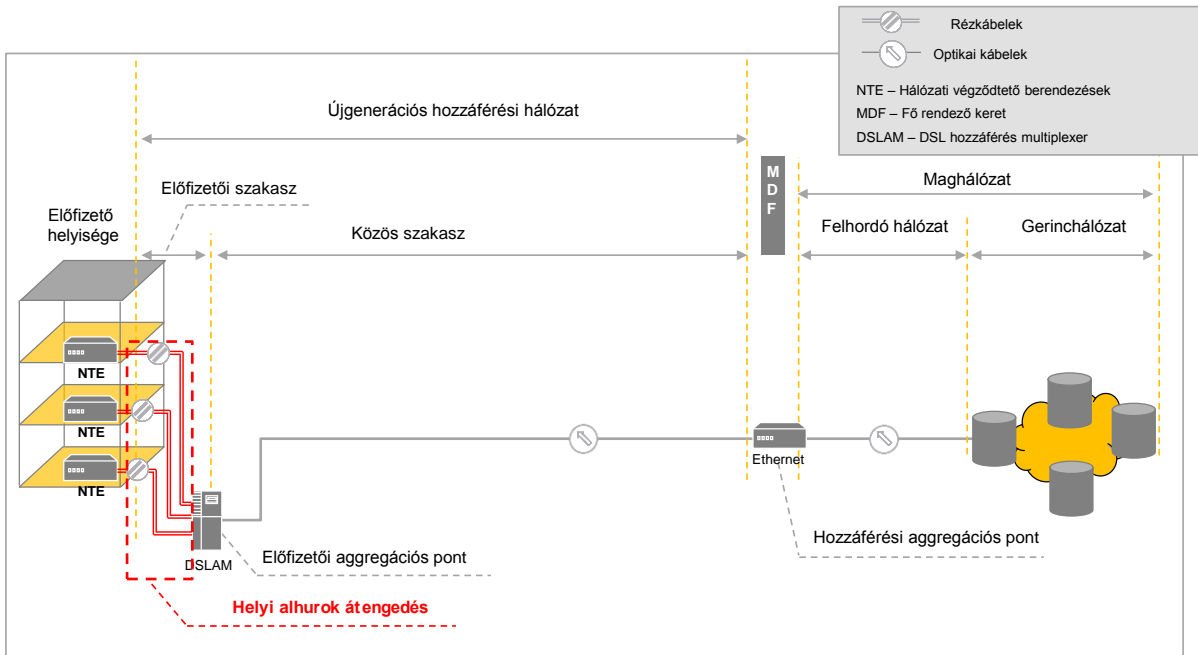 Rézkábelek
Optikai kábelek
NTE – Hálózati végződtető berendezések
MDF – Fő rendező keret
DSLAM – DSL hozzáférés multiplexer
Újgenerációs hozzáférési hálózat
MDF
Maghálózat
Előfizetői szakasz
Előfizető
helyisége
Közös szakasz
Felhordó hálózat
Gerinchálózat
NTE
NTE
NTE
Ethernet
DSLAM
Előfizetői aggregációs pont
Hozzáférési aggregációs pont
Helyi alhurok átengedés